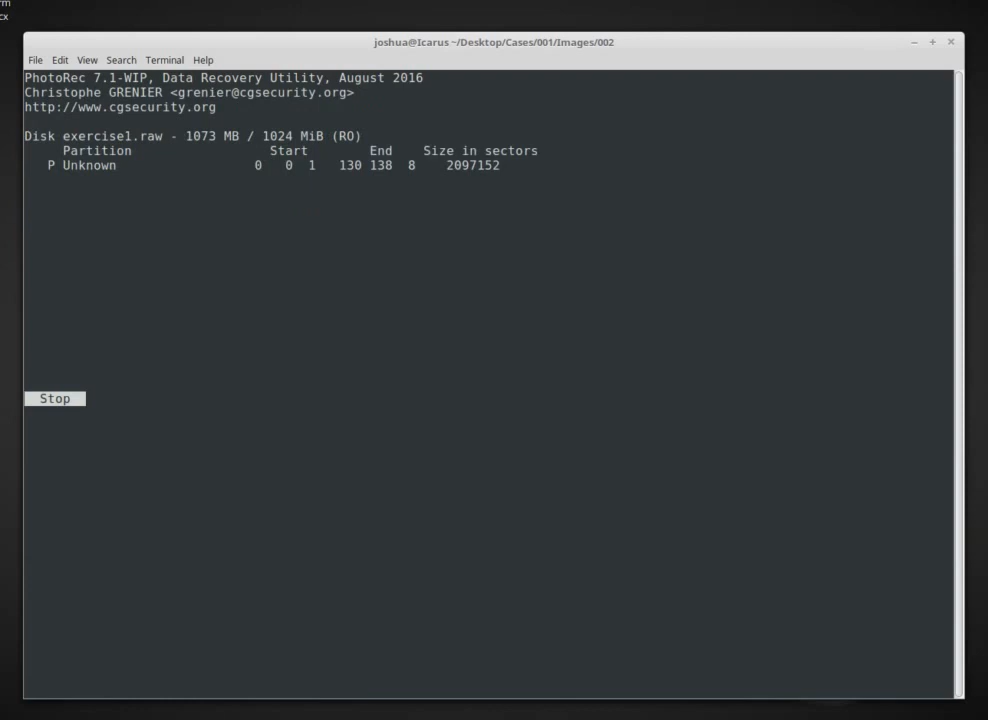 rm
cx
joshua@Icarus ~/Desktop/Cases/001/Images/002
File Edit View Search Terminal Help
PhotoRec 7.1-WIP, Data Recovery Utility, August 2016
Christophe GRENIER <grenier@cgsecurity.org>
http://www.cgsecurity.org
Disk exercise1.raw - 1073 MB / 1024 MiB (RO)
Partition Start End Size in sectors
P Unknown 0 0 1 130 138 8 2097152
Stop